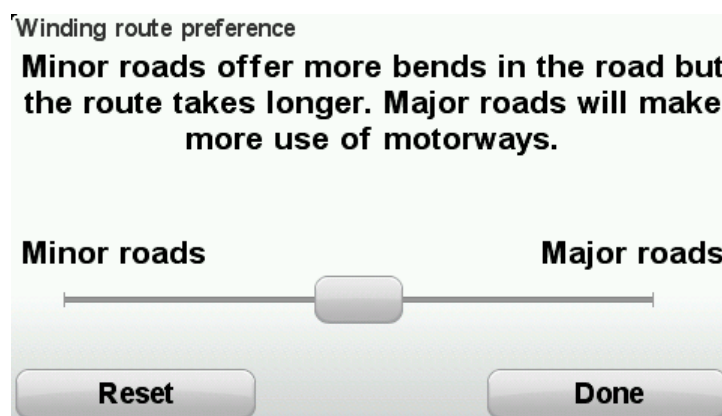 Winding route preference
Minor roads offer more bends in the road but
the route takes longer. Major roads will make
more use of motorways.
Minor roads
Major roads
Reset
Done